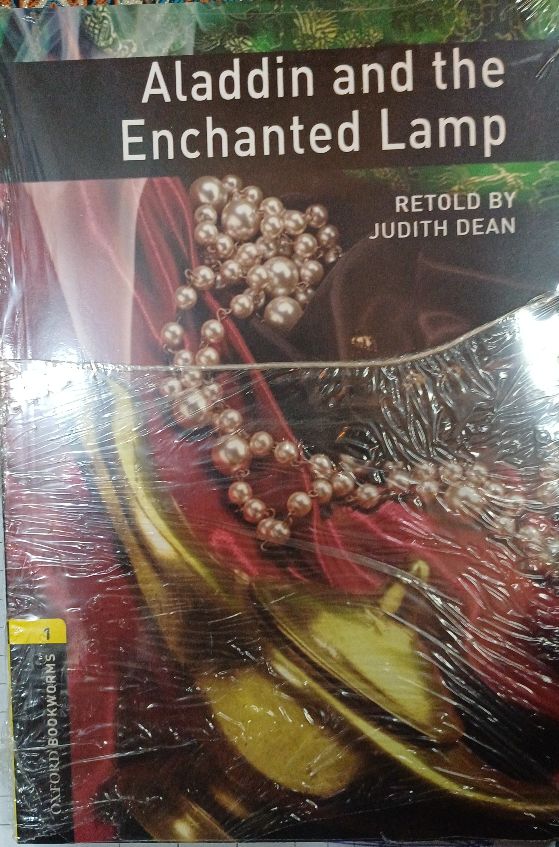 Aladdin and the
Enchanted Lamp
RETOLD BY
JUDITH DEAN
1
OXFORD BOOKWORMS